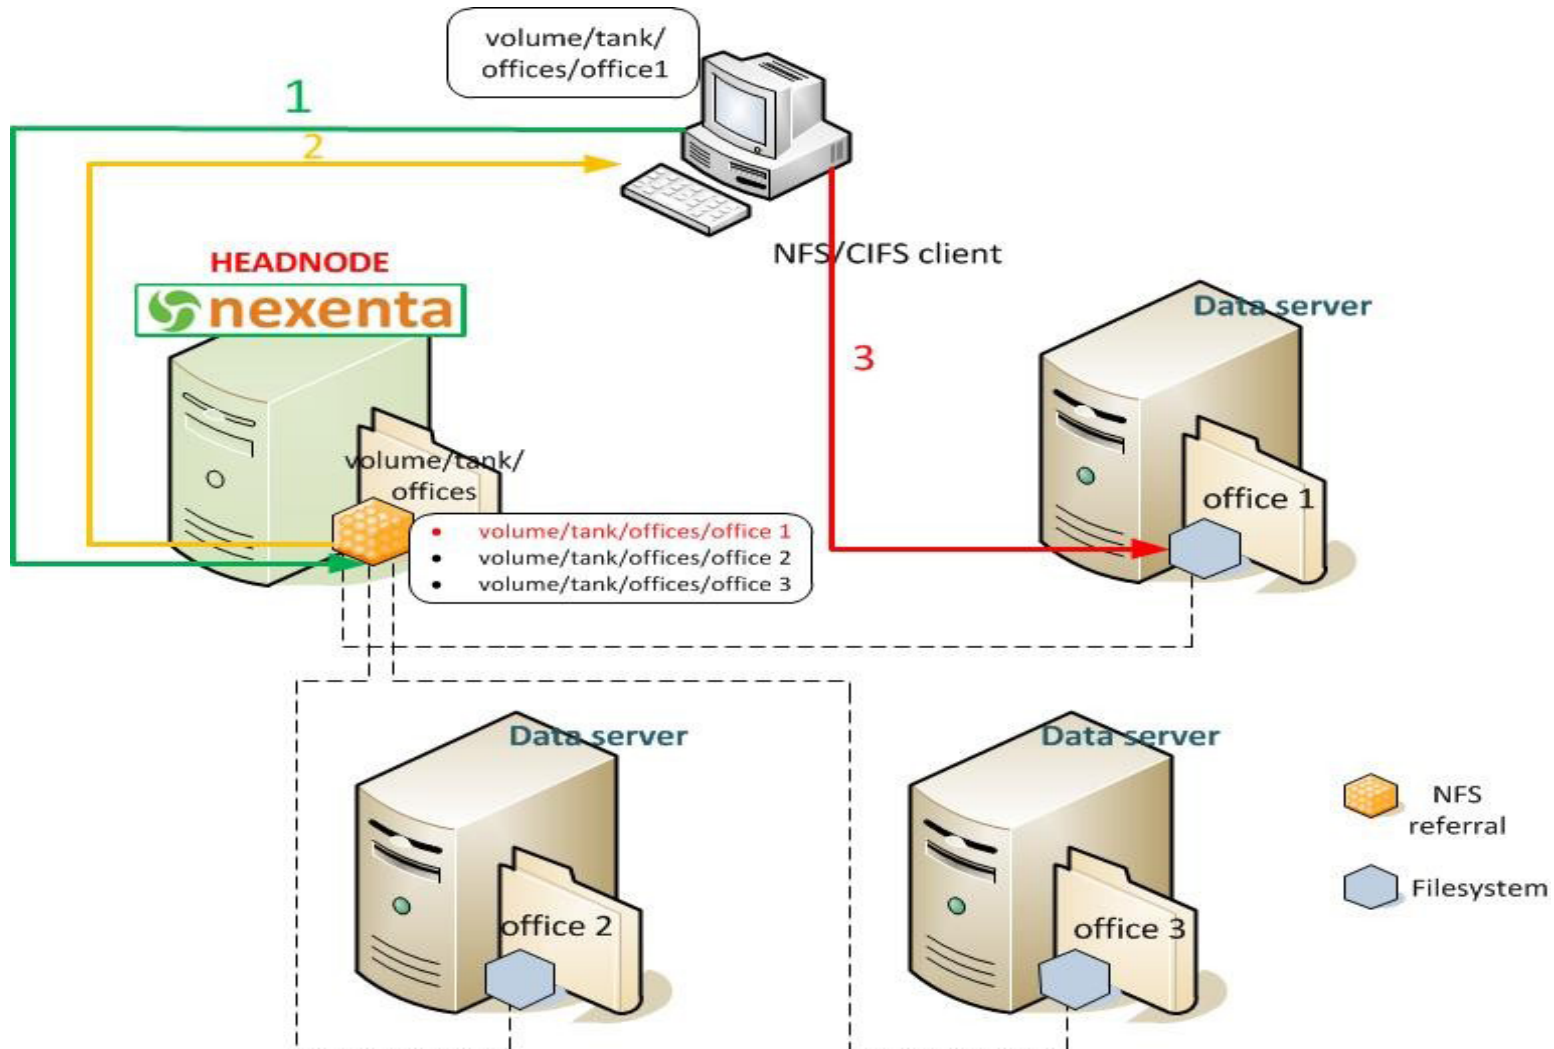 volume/tank/
offices/office1
1
2
NFS/CIFS client
HEADNODE
nexenta
Data server
3
volume/tank/
offices
office 1
• volume/tank/offices/office 1
• volume/tank/offices/office 2
• volume/tank/offices/office 3
Data server
Data server
NFS
referral
Filesystem
office 2
office 3